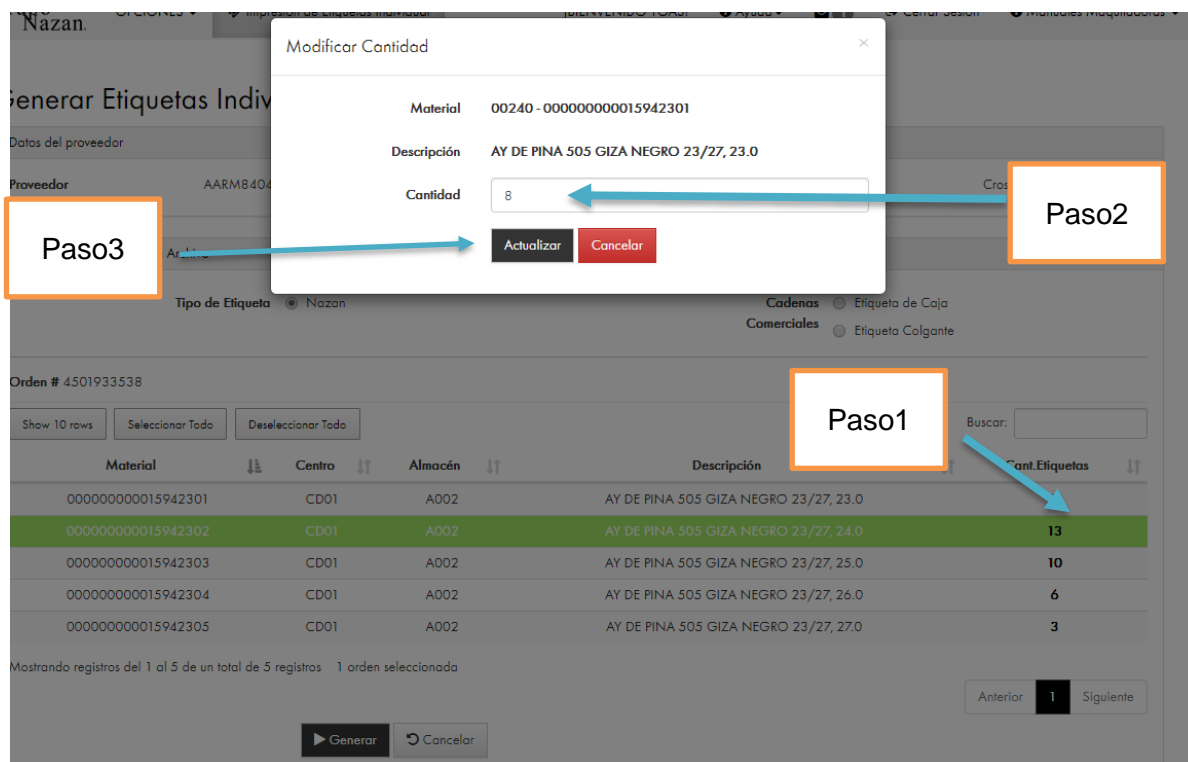 Nazan.
OPCIONES
Impresión de Etiquetas Individual
¡BIENVENIDO
Ayuda
Cerrar Sesión
Manuales Maquiladoras
Modificar Cantidad
×
Generar Etiquetas Indiv
Material 00240 - 000000000015942301
Datos del proveedor
Descripción AY DE PINA 505 GIZA NEGRO 23/27, 23.0
Proveedor AARM8404
Cantidad 8
Cros
Paso2
Paso3
Actualizar Cancelar
Tipo de Etiqueta Nazan
Cadenas Comerciales
Etiqueta de Caja
Etiqueta Colgante
Orden # 4501933538
Paso1
Show 10 rows Seleccionar Todo Deseleccionar Todo
Buscar:
Material Centro Almacén Descripción Cant.Etiquetas
000000000015942301 CD01 A002 AY DE PINA 505 GIZA NEGRO 23/27, 23.0
000000000015942302 CD01 A002 AY DE PINA 505 GIZA NEGRO 23/27, 24.0 13
000000000015942303 CD01 A002 AY DE PINA 505 GIZA NEGRO 23/27, 25.0 10
000000000015942304 CD01 A002 AY DE PINA 505 GIZA NEGRO 23/27, 26.0 6
000000000015942305 CD01 A002 AY DE PINA 505 GIZA NEGRO 23/27, 27.0 3
Mostrando registros del 1 al 5 de un total de 5 registros 1 orden seleccionada
Anterior 1 Siguiente
Generar Cancelar